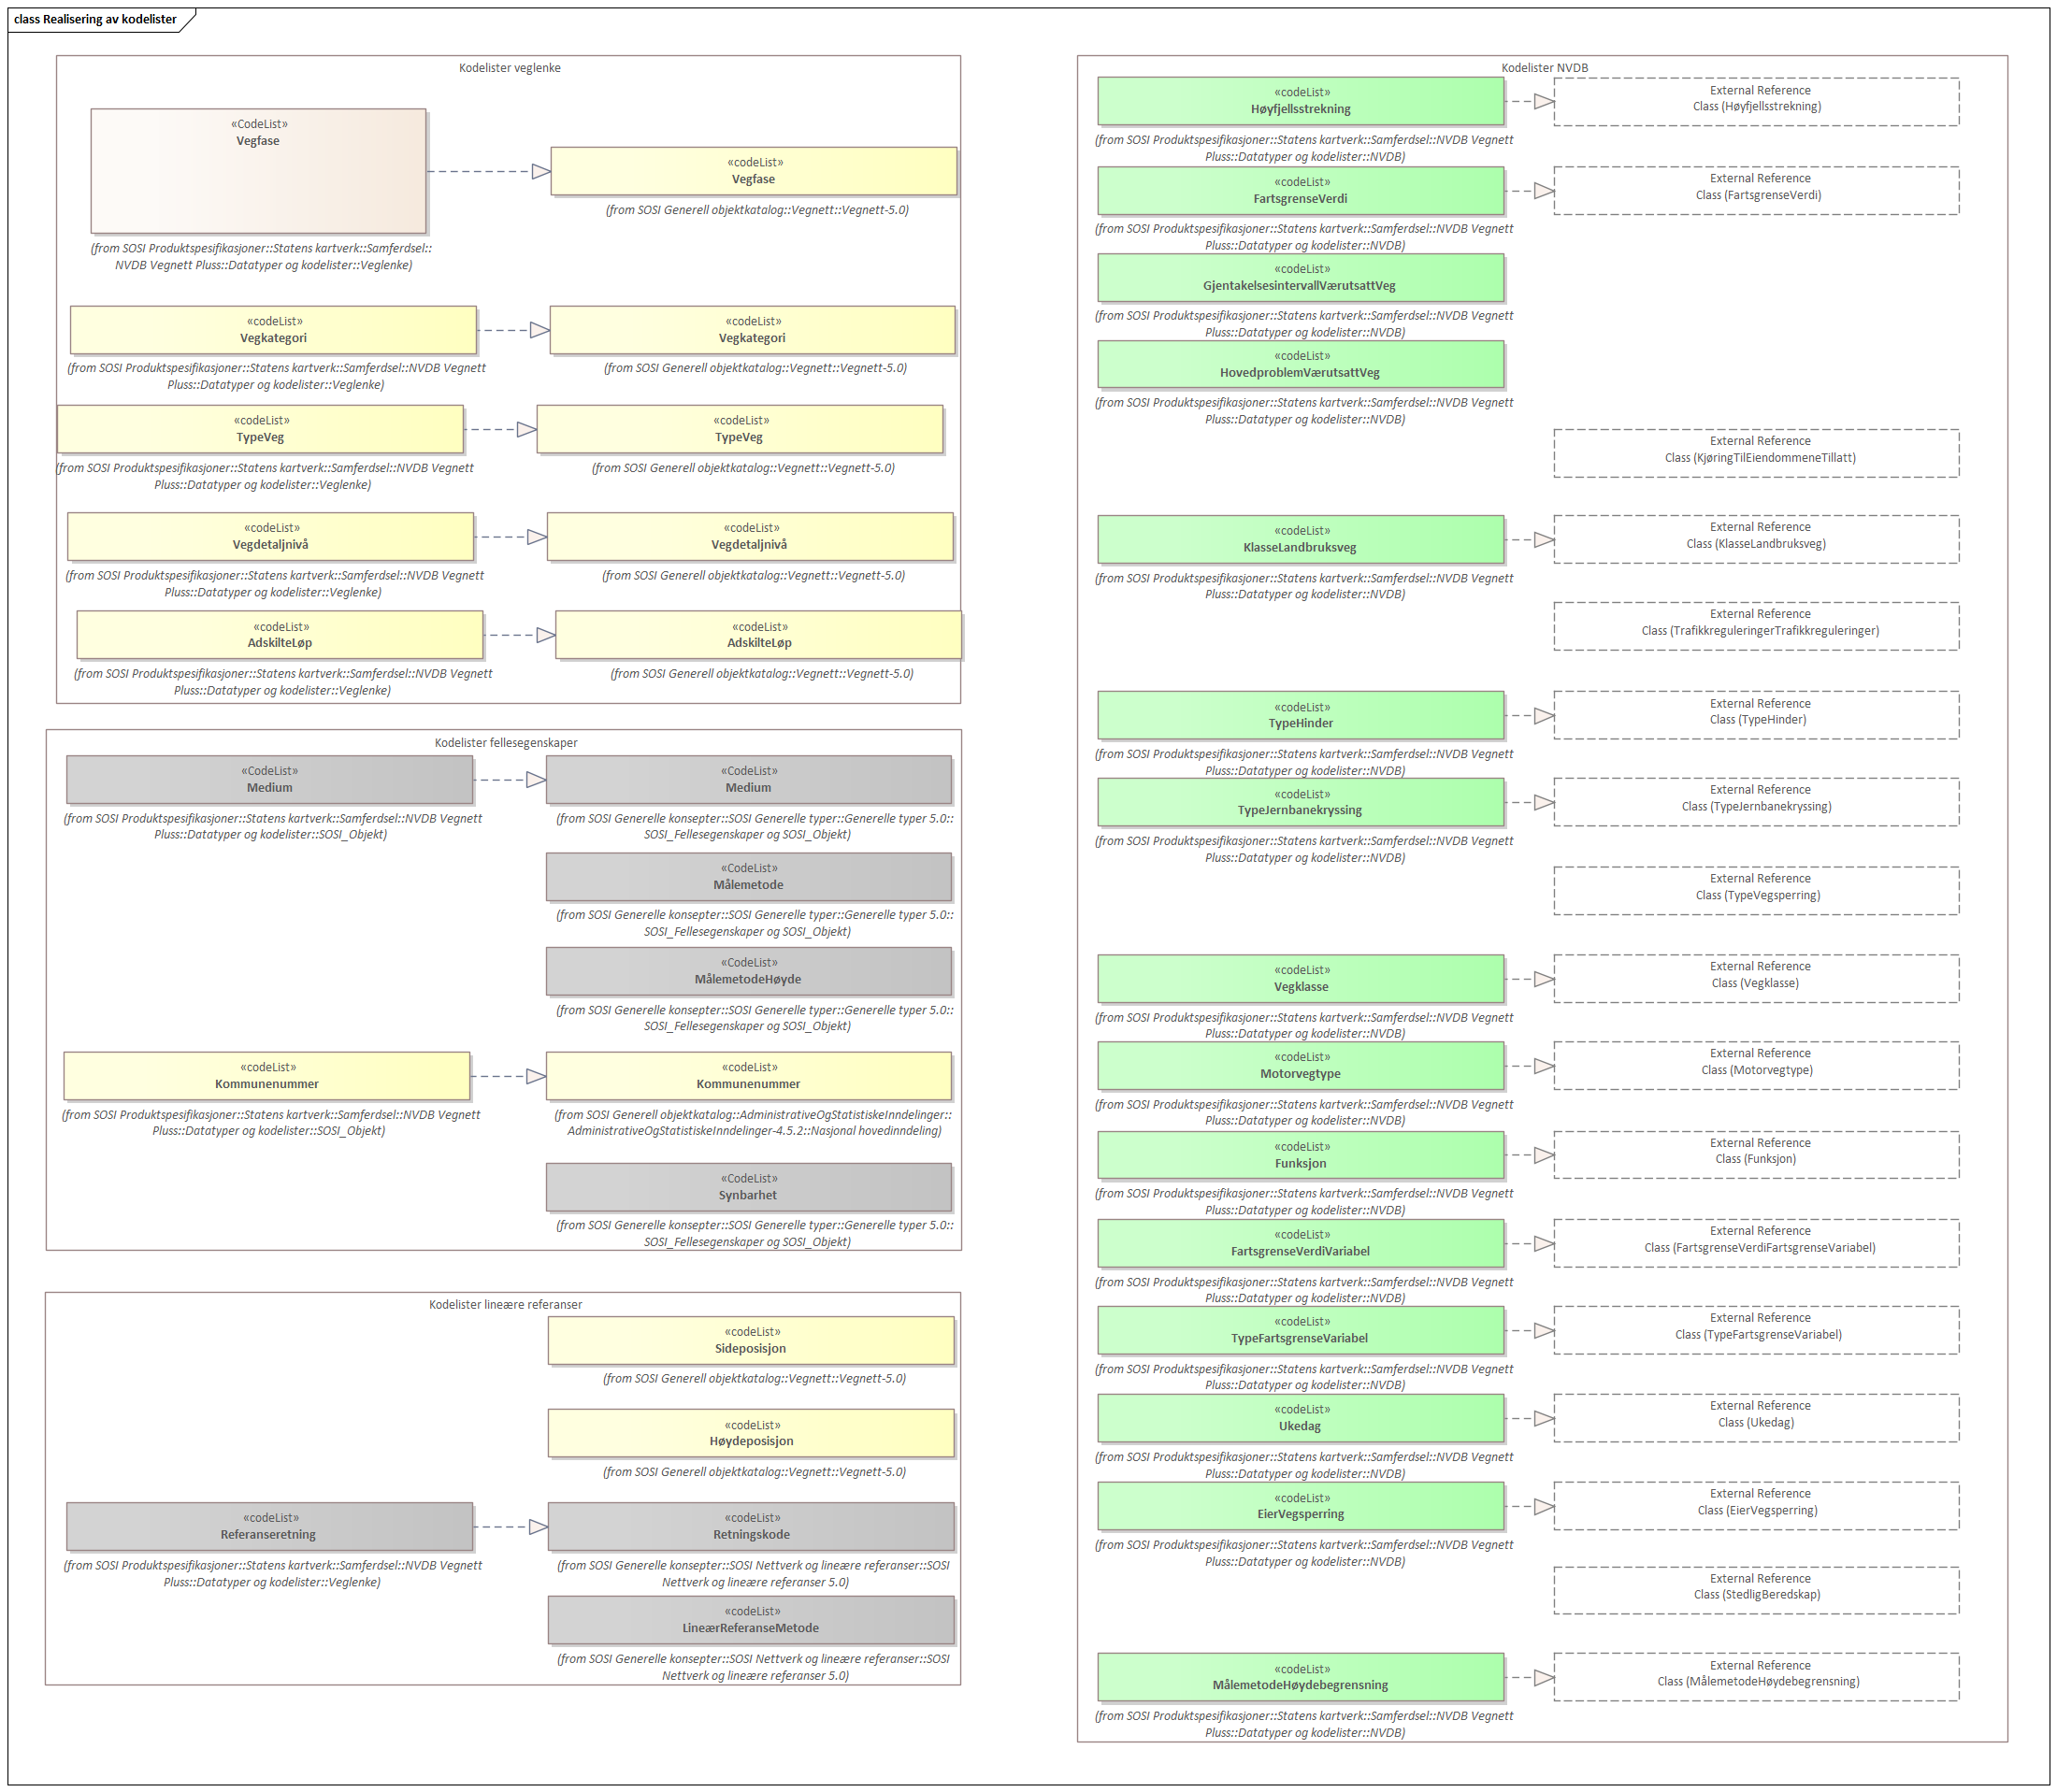 class Realisering av kodelister
Kodelister veglenke
«CodeList»
Vegfase
(from SOSI Produktspesifikasjoner::Statens kartverk::Samferdsel::
NVDB Vegnett Pluss::Datatyper og kodelister::Veglenke)
«codeList»
Vegfase
(from SOSI Generell objektkatalog::Vegnett::Vegnett-5.0)
«codeList»
Vegkategori
(from SOSI Produktspesifikasjoner::Statens kartverk::Samferdsel::NVDB Vegnett
Pluss::Datatyper og kodelister::Veglenke)
«codeList»
Vegkategori
(from SOSI Generell objektkatalog::Vegnett::Vegnett-5.0)
«codeList»
TypeVeg
(from SOSI Produktspesifikasjoner::Statens kartverk::Samferdsel::NVDB Vegnett
Pluss::Datatyper og kodelister::Veglenke)
«codeList»
TypeVeg
(from SOSI Generell objektkatalog::Vegnett::Vegnett-5.0)
«codeList»
Vegdetaljnivå
(from SOSI Produktspesifikasjoner::Statens kartverk::Samferdsel::NVDB Vegnett
Pluss::Datatyper og kodelister::Veglenke)
«codeList»
Vegdetaljnivå
(from SOSI Generell objektkatalog::Vegnett::Vegnett-5.0)
«codeList»
AdskilteLøp
(from SOSI Produktspesifikasjoner::Statens kartverk::Samferdsel::NVDB Vegnett
Pluss::Datatyper og kodelister::Veglenke)
«codeList»
AdskilteLøp
(from SOSI Generell objektkatalog::Vegnett::Vegnett-5.0)
Kodelister fellesegenskaper
«CodeList»
Medium
(from SOSI Produktspesifikasjoner::Statens kartverk::Samferdsel::NVDB Vegnett
Pluss::Datatyper og kodelister::SOSI_Objekt)
«CodeList»
Medium
(from SOSI Generelle konsepter::SOSI Generelle typer::Generelle typer 5.0::
SOSI_Fellesegenskaper og SOSI_Objekt)
«CodeList»
Målemetode
(from SOSI Generelle konsepter::SOSI Generelle typer::Generelle typer 5.0::
SOSI_Fellesegenskaper og SOSI_Objekt)
«CodeList»
MålemetodeHøyde
(from SOSI Generelle konsepter::SOSI Generelle typer::Generelle typer 5.0::
SOSI_Fellesegenskaper og SOSI_Objekt)
«codeList»
Kommunenummer
(from SOSI Produktspesifikasjoner::Statens kartverk::Samferdsel::NVDB Vegnett
Pluss::Datatyper og kodelister::SOSI_Objekt)
«codeList»
Kommunenummer
(from SOSI Generell objektkatalog::AdministrativeOgStatistiskeInndelinger::
AdministrativeOgStatistiskeInndelinger-4.5.2::Nasjonal hovedinndeling)
«CodeList»
Synbarhet
(from SOSI Generelle konsepter::SOSI Generelle typer::Generelle typer 5.0::
SOSI_Fellesegenskaper og SOSI_Objekt)
Kodelister lineære referanser
«codeList»
Sideposisjon
(from SOSI Generell objektkatalog::Vegnett::Vegnett-5.0)
«codeList»
Høydeposisjon
(from SOSI Generell objektkatalog::Vegnett::Vegnett-5.0)
«codeList»
Referanseretning
(from SOSI Produktspesifikasjoner::Statens kartverk::Samferdsel::NVDB Vegnett
Pluss::Datatyper og kodelister::Veglenke)
«codeList»
Retningskode
(from SOSI Generelle konsepter::SOSI Nettverk og lineære referanser::SOSI
Nettverk og lineære referanser 5.0)
«codeList»
LineærReferanseMetode
(from SOSI Generelle konsepter::SOSI Nettverk og lineære referanser::SOSI
Nettverk og lineære referanser 5.0)
Kodelister NVDB
«codeList»
Høyfjellsstrekning
(from SOSI Produktspesifikasjoner::Statens kartverk::Samferdsel::NVDB Vegnett
Pluss::Datatyper og kodelister::NVDB)
External Reference
Class (Høyfjellsstrekning)
«codeList»
FartsgrenseVerdi
(from SOSI Produktspesifikasjoner::Statens kartverk::Samferdsel::NVDB Vegnett
Pluss::Datatyper og kodelister::NVDB)
External Reference
Class (FartsgrenseVerdi)
«codeList»
GjentakelsesintervallVærutsattVeg
(from SOSI Produktspesifikasjoner::Statens kartverk::Samferdsel::NVDB Vegnett
Pluss::Datatyper og kodelister::NVDB)
«codeList»
HovedproblemVærutsattVeg
(from SOSI Produktspesifikasjoner::Statens kartverk::Samferdsel::NVDB Vegnett
Pluss::Datatyper og kodelister::NVDB)
External Reference
Class (KjøringTilEiendommeneTillatt)
«codeList»
KlasseLandbruksveg
(from SOSI Produktspesifikasjoner::Statens kartverk::Samferdsel::NVDB Vegnett
Pluss::Datatyper og kodelister::NVDB)
External Reference
Class (KlasseLandbruksveg)
External Reference
Class (TrafikkreguleringerTrafikkreguleringer)
«codeList»
TypeHinder
(from SOSI Produktspesifikasjoner::Statens kartverk::Samferdsel::NVDB Vegnett
Pluss::Datatyper og kodelister::NVDB)
External Reference
Class (TypeHinder)
«codeList»
TypeJernbanekryssing
(from SOSI Produktspesifikasjoner::Statens kartverk::Samferdsel::NVDB Vegnett
Pluss::Datatyper og kodelister::NVDB)
External Reference
Class (TypeJernbanekryssing)
External Reference
Class (TypeVegsperring)
«codeList»
Vegklasse
(from SOSI Produktspesifikasjoner::Statens kartverk::Samferdsel::NVDB Vegnett
Pluss::Datatyper og kodelister::NVDB)
External Reference
Class (Vegklasse)
«codeList»
Motorvegtype
(from SOSI Produktspesifikasjoner::Statens kartverk::Samferdsel::NVDB Vegnett
Pluss::Datatyper og kodelister::NVDB)
External Reference
Class (Motorvegtype)
«codeList»
Funksjon
(from SOSI Produktspesifikasjoner::Statens kartverk::Samferdsel::NVDB Vegnett
Pluss::Datatyper og kodelister::NVDB)
External Reference
Class (Funksjon)
«codeList»
FartsgrenseVerdiVariabel
(from SOSI Produktspesifikasjoner::Statens kartverk::Samferdsel::NVDB Vegnett
Pluss::Datatyper og kodelister::NVDB)
External Reference
Class (FartsgrenseVerdiFartsgrenseVariabel)
«codeList»
TypeFartsgrenseVariabel
(from SOSI Produktspesifikasjoner::Statens kartverk::Samferdsel::NVDB Vegnett
Pluss::Datatyper og kodelister::NVDB)
External Reference
Class (TypeFartsgrenseVariabel)
«codeList»
Ukedag
(from SOSI Produktspesifikasjoner::Statens kartverk::Samferdsel::NVDB Vegnett
Pluss::Datatyper og kodelister::NVDB)
External Reference
Class (Ukedag)
«codeList»
EierVegsperring
(from SOSI Produktspesifikasjoner::Statens kartverk::Samferdsel::NVDB Vegnett
Pluss::Datatyper og kodelister::NVDB)
External Reference
Class (EierVegsperring)
External Reference
Class (StedligBeredskap)
«codeList»
MålemetodeHøydebegrensning
(from SOSI Produktspesifikasjoner::Statens kartverk::Samferdsel::NVDB Vegnett
Pluss::Datatyper og kodelister::NVDB)
External Reference
Class (MålemetodeHøydebegrensning)